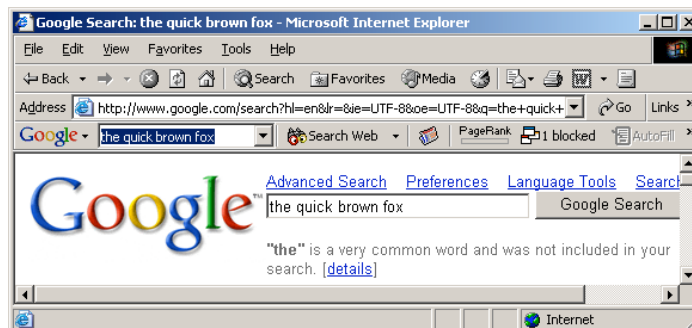 Google Search: the quick brown fox - Microsoft Internet Explorer
File Edit View Favorites Tools Help
Back Search Favorites Media
Address http://www.google.com/search?hl=en&lr=&ie=UTF-8&oe=UTF-8&q=the+quick+ Go Links »
Google the quick brown fox Search Web PageRank 1 blocked AutoFill »
Advanced Search Preferences Language Tools Search
Google™ the quick brown fox Google Search
"the" is a very common word and was not included in your
search. [details]
Internet